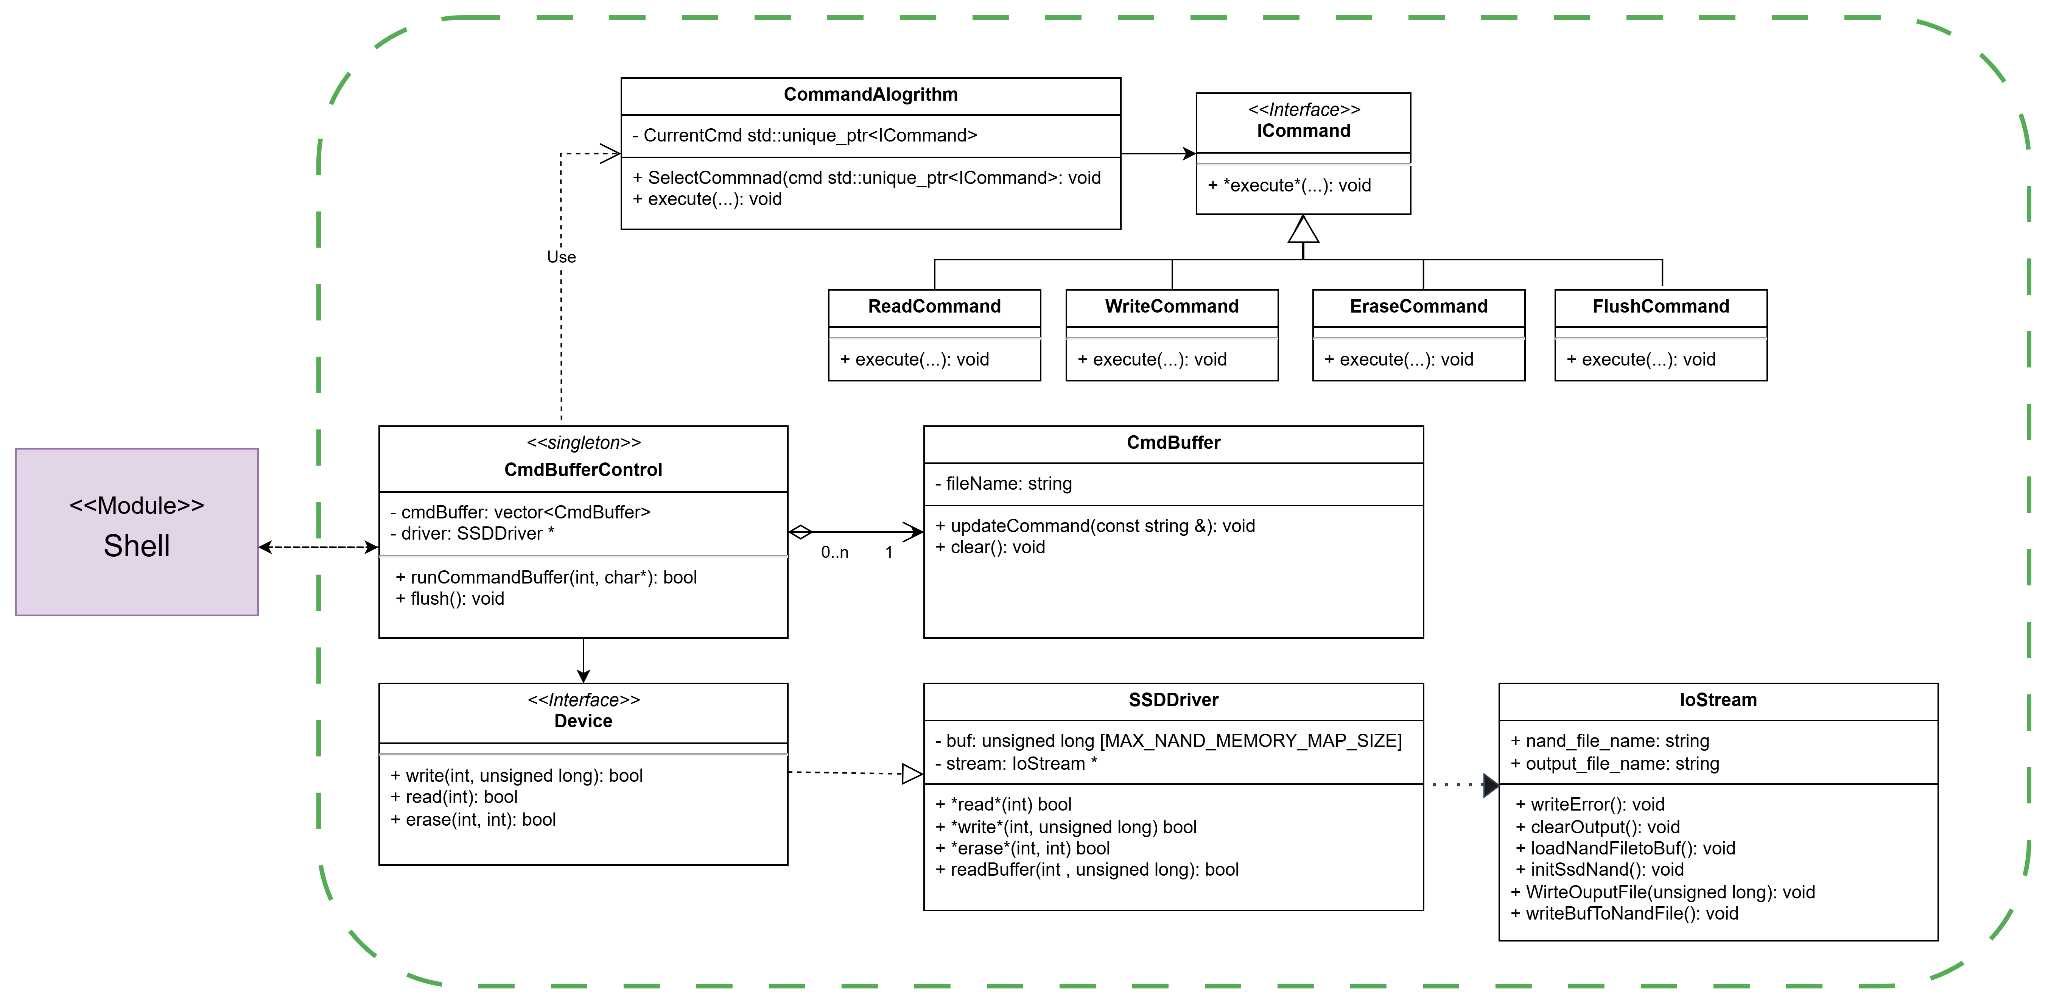 CommandAlogrithm
- CurrentCmd std::unique_ptr<ICommand>
+ SelectCommnad(cmd std::unique_ptr<ICommand>: void
+ execute(...): void
<<Interface>>
ICommand
+ *execute*(...): void
Use
ReadCommand
+ execute(...): void
WriteCommand
+ execute(...): void
EraseCommand
+ execute(...): void
FlushCommand
+ execute(...): void
<<Module>>
Shell
<<singleton>>
CmdBufferControl
- cmdBuffer: vector<CmdBuffer>
- driver: SSDDriver *
+ runCommandBuffer(int, char*): bool
+ flush(): void
0..n
1
CmdBuffer
- fileName: string
+ updateCommand(const string &): void
+ clear(): void
<<Interface>>
Device
+ write(int, unsigned long): bool
+ read(int): bool
+ erase(int, int): bool
SSDDriver
- buf: unsigned long [MAX_NAND_MEMORY_MAP_SIZE]
- stream: IoStream *
+ *read*(int) bool
+ *write*(int, unsigned long) bool
+ *erase*(int, int) bool
+ readBuffer(int , unsigned long): bool
IoStream
+ nand_file_name: string
+ output_file_name: string
+ writeError(): void
+ clearOutput(): void
+ loadNandFiletoBuf(): void
+ initSsdNand(): void
+ WirteOuputFile(unsigned long): void
+ writeBufToNandFile(): void